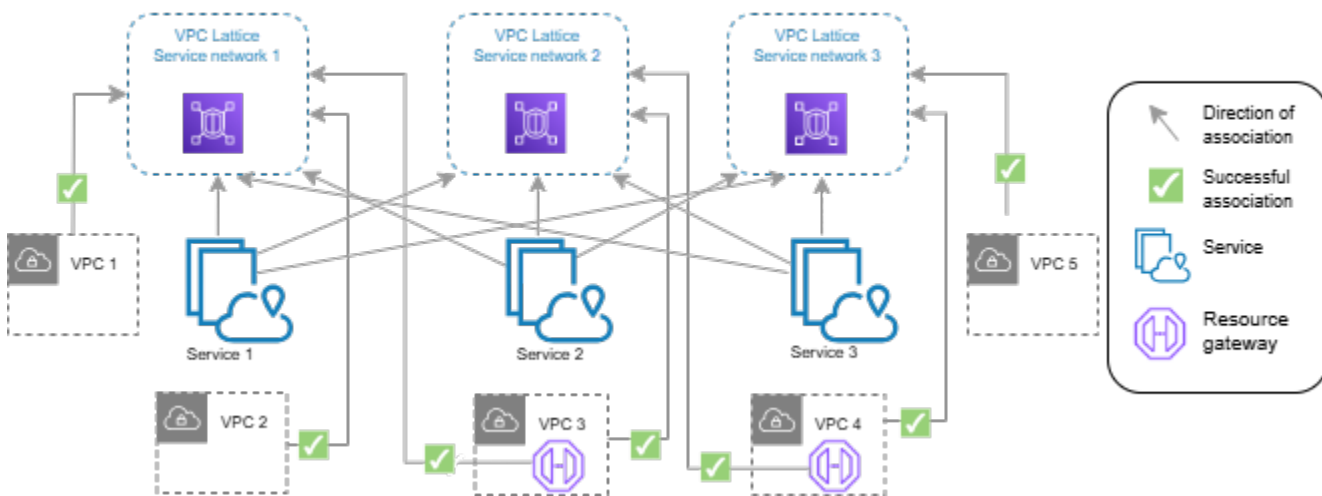 VPC Lattice
Service network 1
VPC Lattice
Service network 2
VPC Lattice
Service network 3
Direction of
association
Successful
association
Service
Resource
gateway
VPC 1
VPC 5
Service 1
Service 2
Service 3
VPC 2
VPC 3
VPC 4